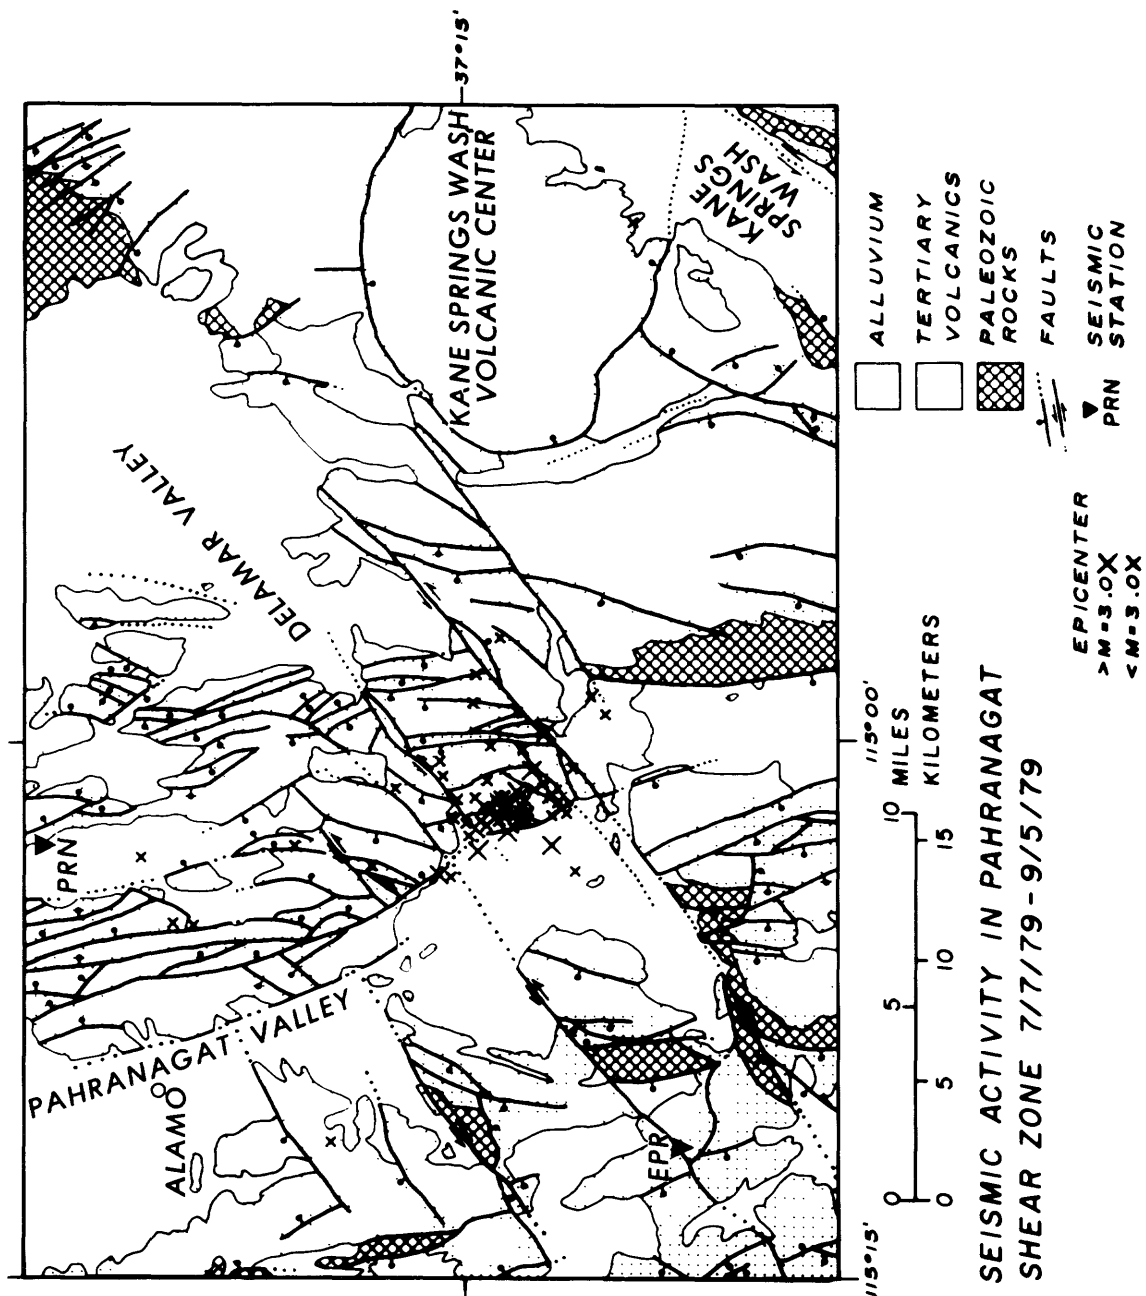 PRN
PAHRANAGAT VALLEY
ALAMO
DELAMAR VALLEY
KANE SPRINGS WASH
VOLCANIC CENTER
37°15'
KANE
SPRINGS
WASH
EPR
115°15'
115°00'
0 5 10 MILES
0 5 10 15 KILOMETERS
ALLUVIUM
TERTIARY
VOLCANICS
PALEOZOIC
ROCKS
FAULTS
PRN SEISMIC
STATION
EPICENTER
>M=3.0X
<M=3.0X
SEISMIC ACTIVITY IN PAHRANAGAT
SHEAR ZONE 7/7/79-9/5/79